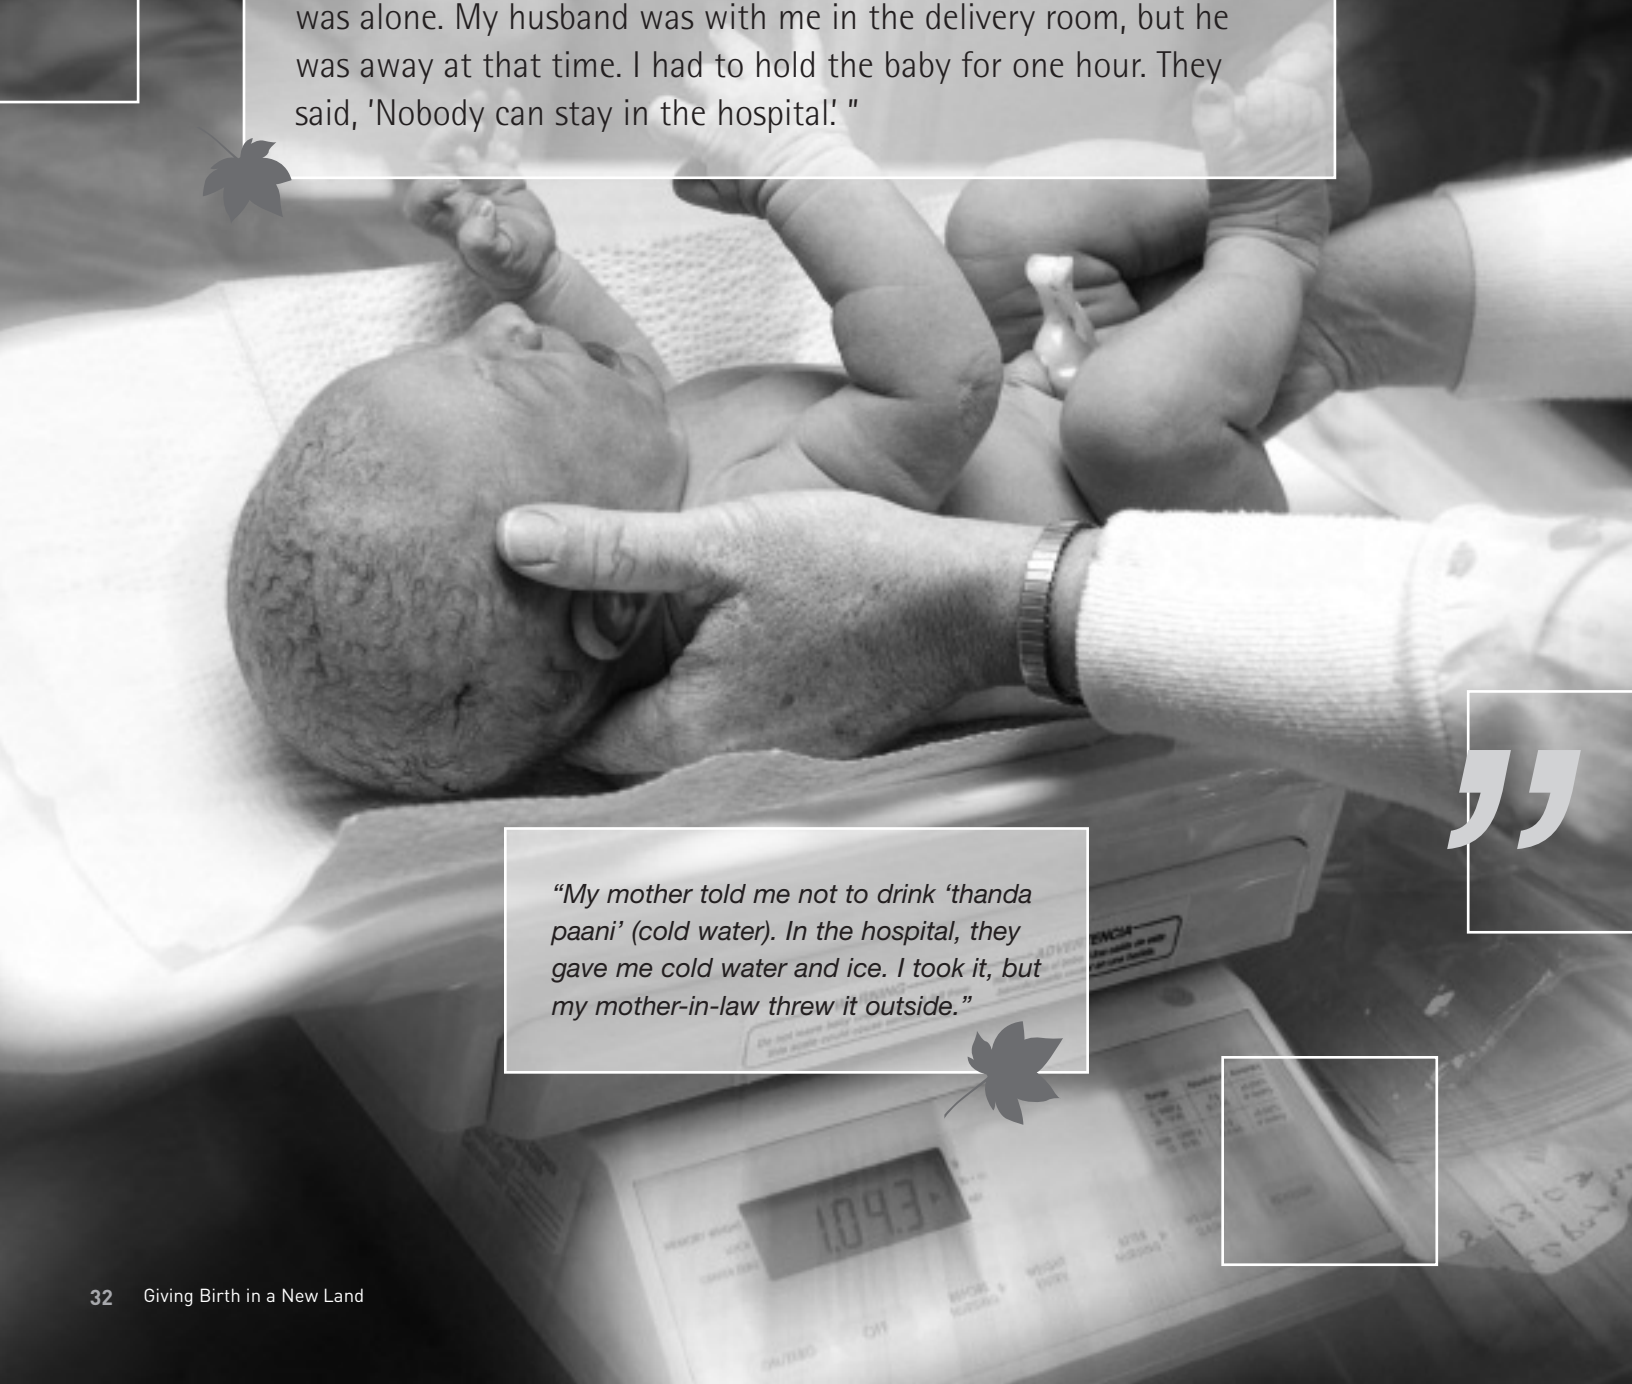 was alone. My husband was with me in the delivery room, but he
was away at that time. I had to hold the baby for one hour. They
said, 'Nobody can stay in the hospital'. ”
”
“My mother told me not to drink ‘thanda
paani’ (cold water). In the hospital, they
gave me cold water and ice. I took it, but
my mother-in-law threw it outside.”
WARNING
Range
32 Giving Birth in a New Land